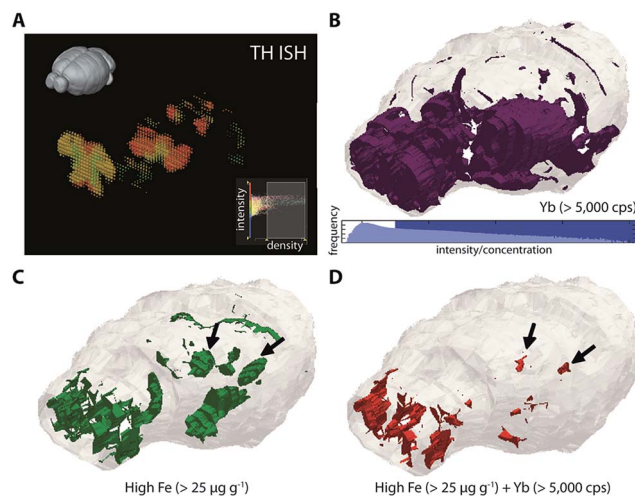 A
TH ISH
intensity
density
B
Yb (> 5,000 cps)
frequency
intensity/concentration
C
High Fe (> 25 µg g⁻¹)
D
High Fe (> 25 µg g⁻¹) + Yb (> 5,000 cps)